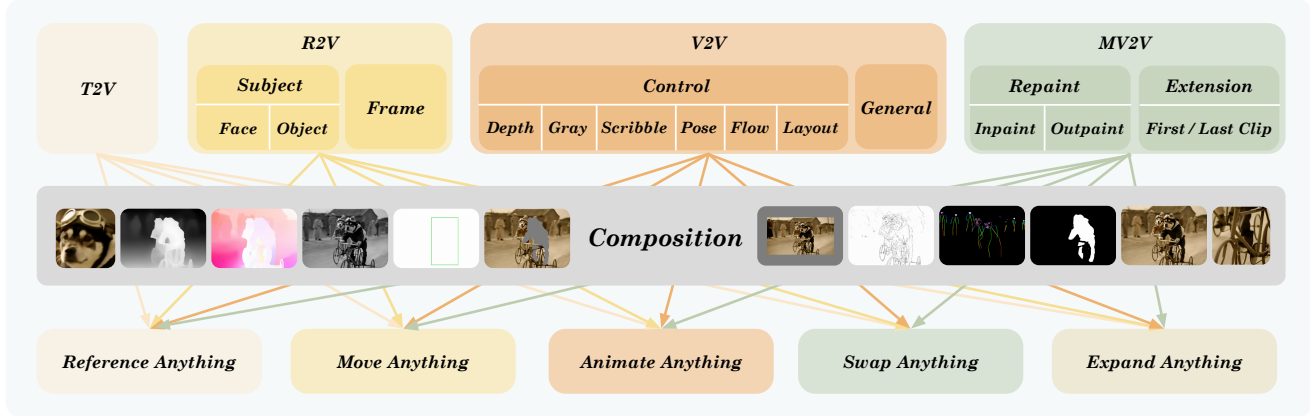 T2V
R2V
Subject
Face Object
Frame
V2V
Control
Depth Gray Scribble Pose Flow Layout
General
MV2V
Repaint
Inpaint Outpaint
Extension
First / Last Clip
Composition
Reference Anything
Move Anything
Animate Anything
Swap Anything
Expand Anything